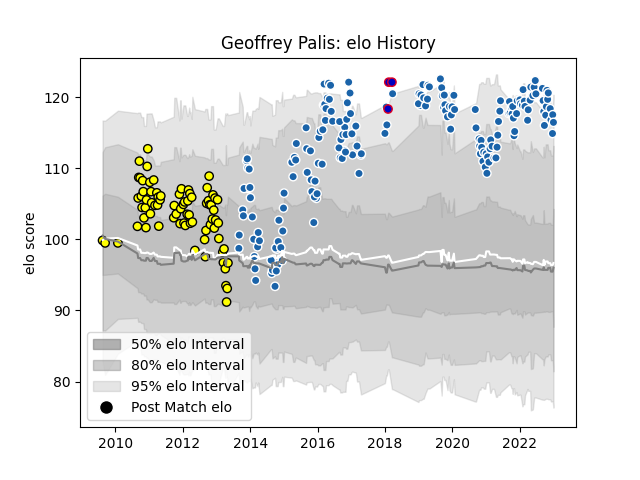 Geoffrey Palis: elo History
elo score
120
110
100
90
80
50% elo Interval
80% elo Interval
95% elo Interval
Post Match elo
2010 2012 2014 2016 2018 2020 2022